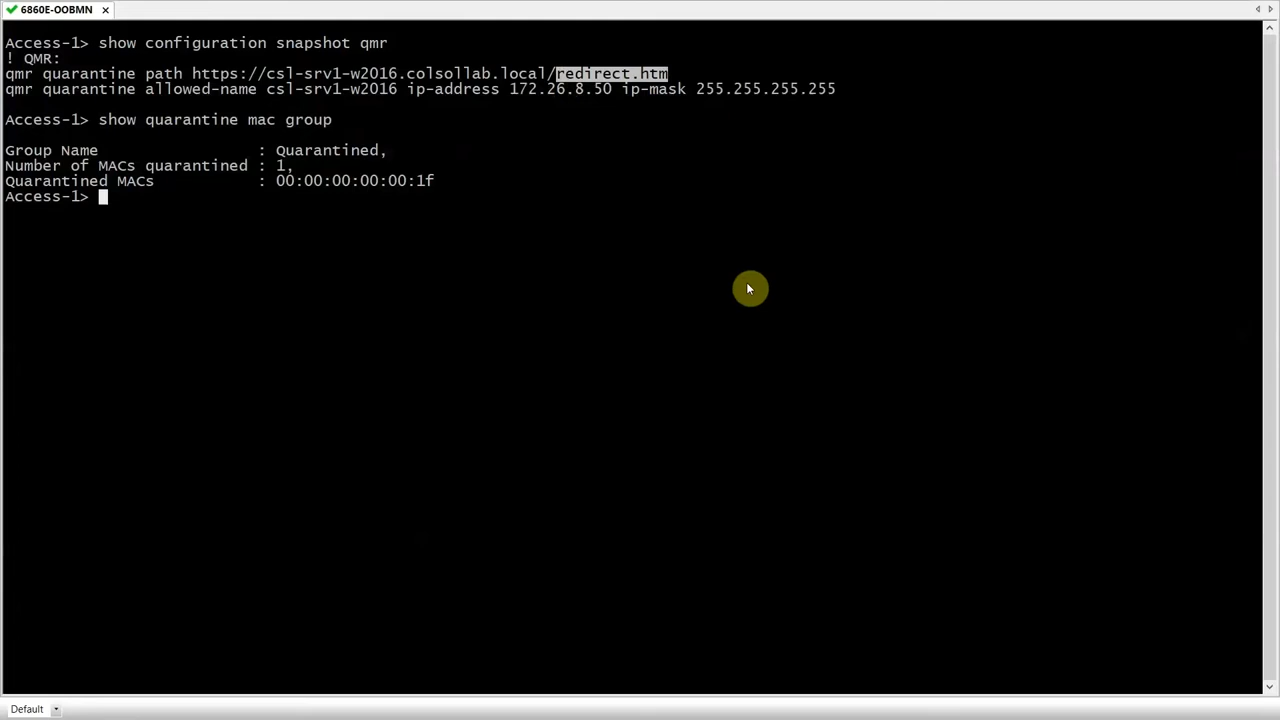 6860E-OOBMN
Access-1> show configuration snapshot qmr
! QMR:
qmr quarantine path https://csl-srv1-w2016.colsollab.local/redirect.htm
qmr quarantine allowed-name csl-srv1-w2016 ip-address 172.26.8.50 ip-mask 255.255.255.255
Access-1> show quarantine mac group
Group Name : Quarantined,
Number of MACs quarantined : 1,
Quarantined MACs : 00:00:00:00:00:1f
Access-1>
Default